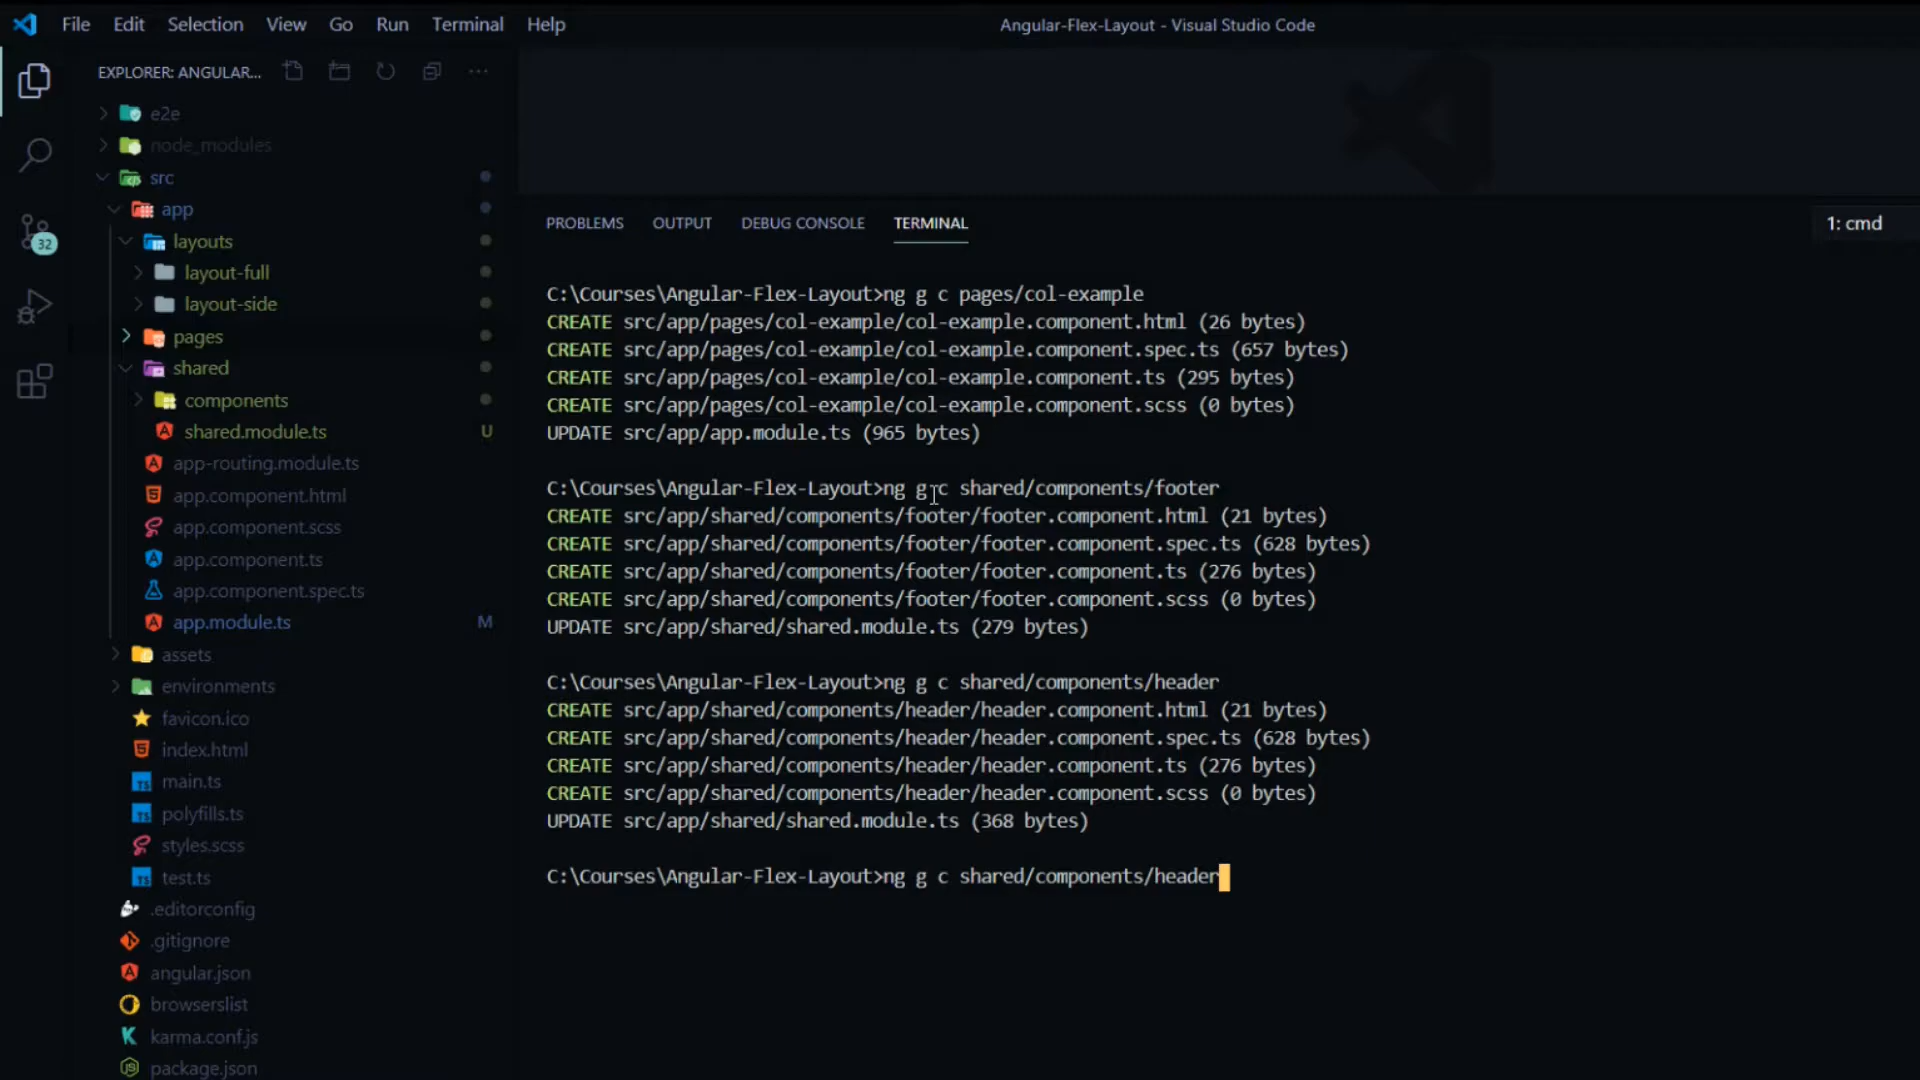 File Edit Selection View Go Run Terminal Help
Angular-Flex-Layout - Visual Studio Code
EXPLORER: ANGULAR...
e2e
node_modules
src
app
layouts
layout-full
layout-side
pages
shared
components
shared.module.ts U
app-routing.module.ts
app.component.html
app.component.scss
app.component.ts
app.component.spec.ts
app.module.ts M
assets
environments
favicon.ico
index.html
main.ts
polyfills.ts
styles.scss
test.ts
.editorconfig
.gitignore
angular.json
browserslist
karma.conf.js
package.json
32
PROBLEMS OUTPUT DEBUG CONSOLE TERMINAL
1: cmd
C:\Courses\Angular-Flex-Layout>ng g c pages/col-example
CREATE src/app/pages/col-example/col-example.component.html (26 bytes)
CREATE src/app/pages/col-example/col-example.component.spec.ts (657 bytes)
CREATE src/app/pages/col-example/col-example.component.ts (295 bytes)
CREATE src/app/pages/col-example/col-example.component.scss (0 bytes)
UPDATE src/app/app.module.ts (965 bytes)
C:\Courses\Angular-Flex-Layout>ng g c shared/components/footer
CREATE src/app/shared/components/footer/footer.component.html (21 bytes)
CREATE src/app/shared/components/footer/footer.component.spec.ts (628 bytes)
CREATE src/app/shared/components/footer/footer.component.ts (276 bytes)
CREATE src/app/shared/components/footer/footer.component.scss (0 bytes)
UPDATE src/app/shared/shared.module.ts (279 bytes)
C:\Courses\Angular-Flex-Layout>ng g c shared/components/header
CREATE src/app/shared/components/header/header.component.html (21 bytes)
CREATE src/app/shared/components/header/header.component.spec.ts (628 bytes)
CREATE src/app/shared/components/header/header.component.ts (276 bytes)
CREATE src/app/shared/components/header/header.component.scss (0 bytes)
UPDATE src/app/shared/shared.module.ts (368 bytes)
C:\Courses\Angular-Flex-Layout>ng g c shared/components/header